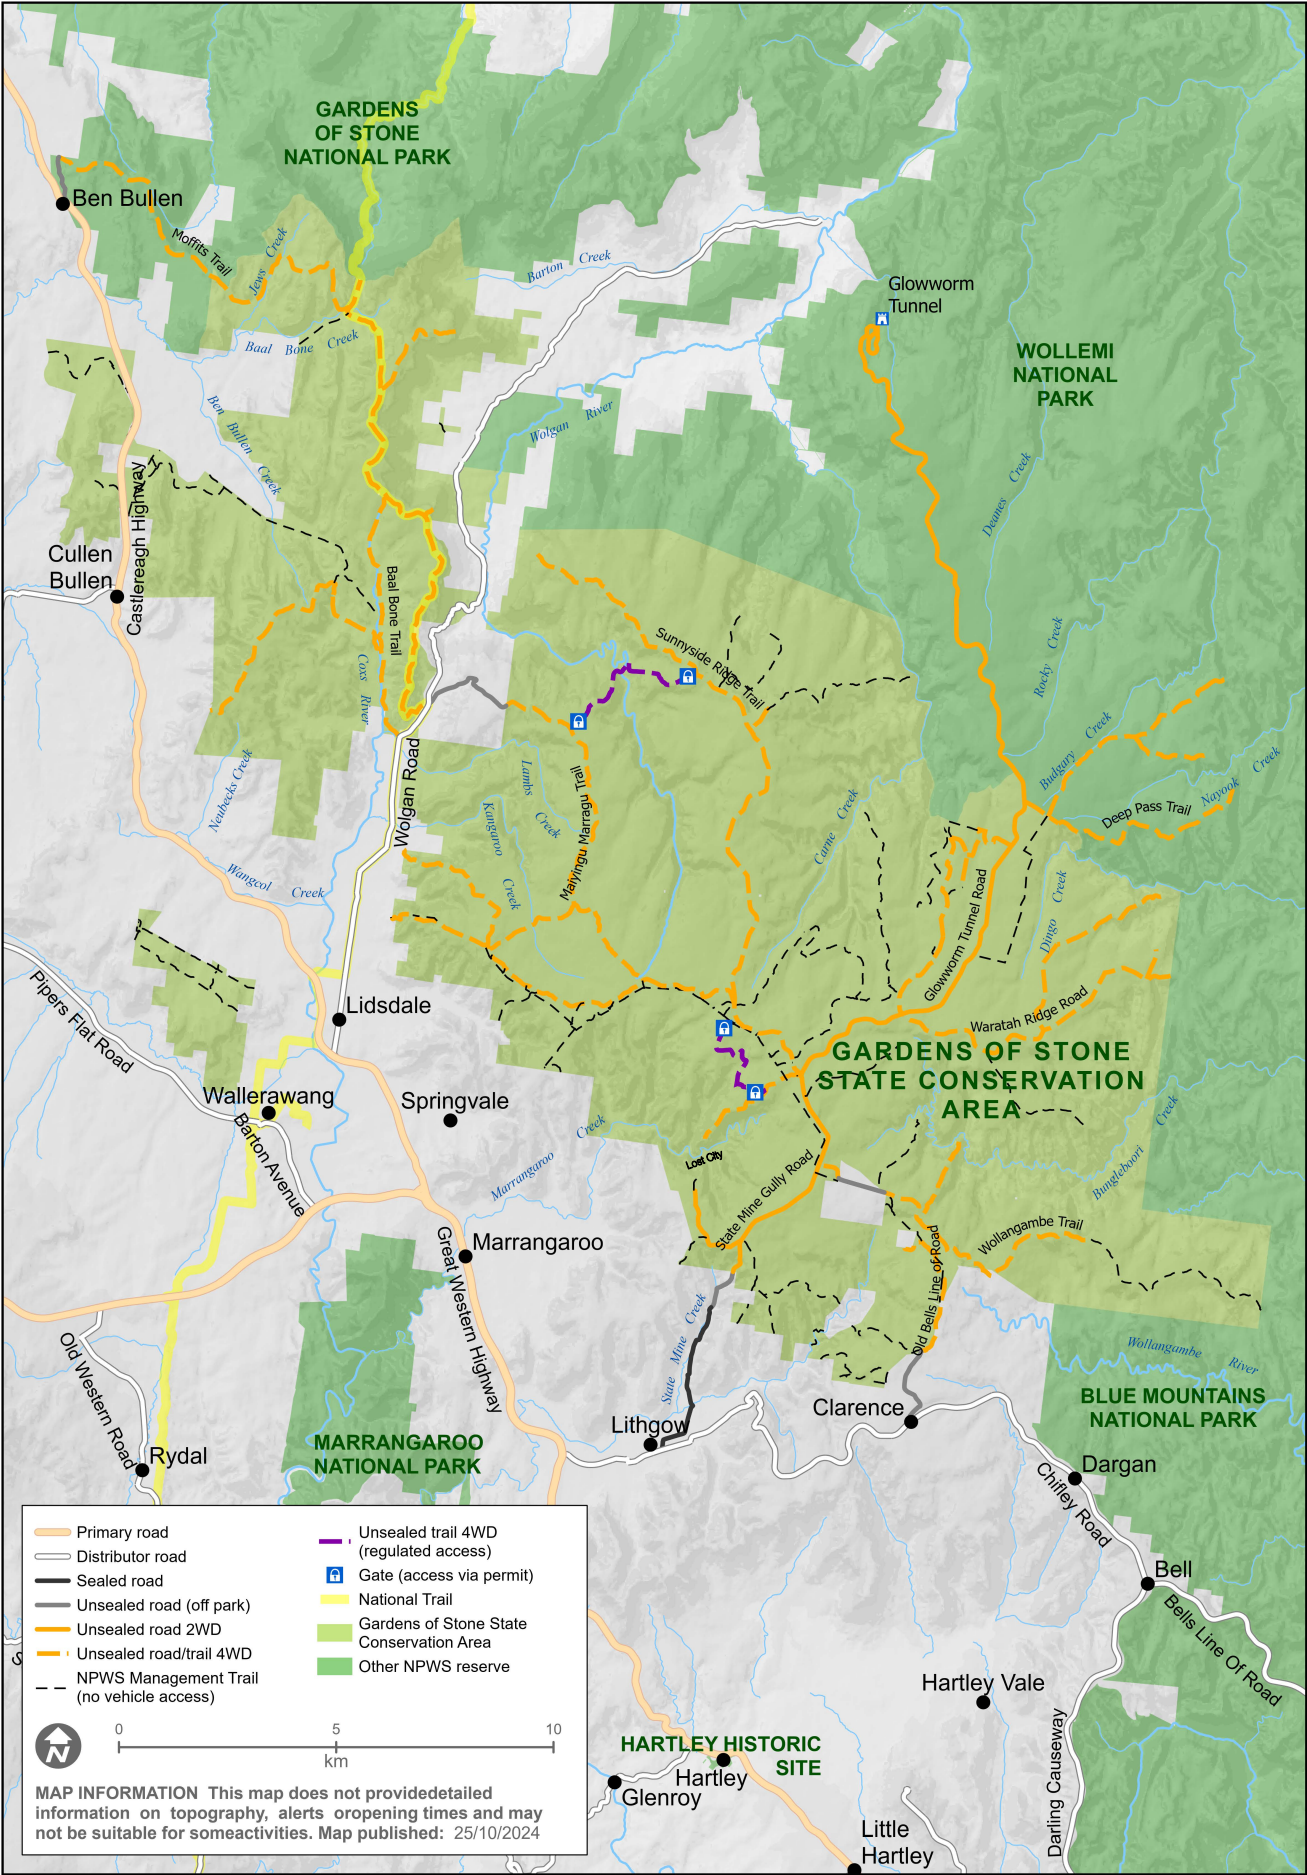 GARDENS
OF STONE
NATIONAL PARK
Ben Bullen
Moffits Trail
Jews Creek
Barton Creek
Glowworm
Tunnel
Baal Bone Creek
WOLLEMI
NATIONAL
PARK
Ben Bullen Creek
Wolgan River
Castlereagh Highway
Deanes Creek
Cullen
Bullen
Baal Bone Trail
Sunnyside Ridge Trail
Rocky Creek
Coxs River
Budgary Creek
Neubecks Creek
Wolgan Road
Lambs Creek
Kangaroo Creek
Maiyingu Marragu Trail
Carne Creek
Deep Pass Trail
Nayook Creek
Wangcol Creek
Glowworm Tunnel Road
Dingo Creek
Pipers Flat Road
Lidsdale
Waratah Ridge Road
GARDENS OF STONE
STATE CONSERVATION
AREA
Wallerawang
Springvale
Barton Avenue
Marrangaroo Creek
Lost City
State Mine Gully Road
Bungleboori Creek
Marrangaroo
Great Western Highway
Wollangambe Trail
Old Bells Line of Road
State Mine Creek
Wollangambe River
Old Western Road
BLUE MOUNTAINS
NATIONAL PARK
Clarence
Lithgow
MARRANGAROO
NATIONAL PARK
Rydal
Dargan
Chifley Road
Bell
Bells Line Of Road
Primary road
Distributor road
Sealed road
Unsealed road (off park)
Unsealed road 2WD
Unsealed road/trail 4WD
NPWS Management Trail
(no vehicle access)
Unsealed trail 4WD
(regulated access)
Gate (access via permit)
National Trail
Gardens of Stone State
Conservation Area
Other NPWS reserve
S
N
0 5 10
km
MAP INFORMATION This map does not providedetailed
information on topography, alerts oropening times and may
not be suitable for someactivities. Map published: 25/10/2024
Hartley Vale
HARTLEY HISTORIC
SITE
Hartley
Glenroy
Darling Causeway
Little
Hartley